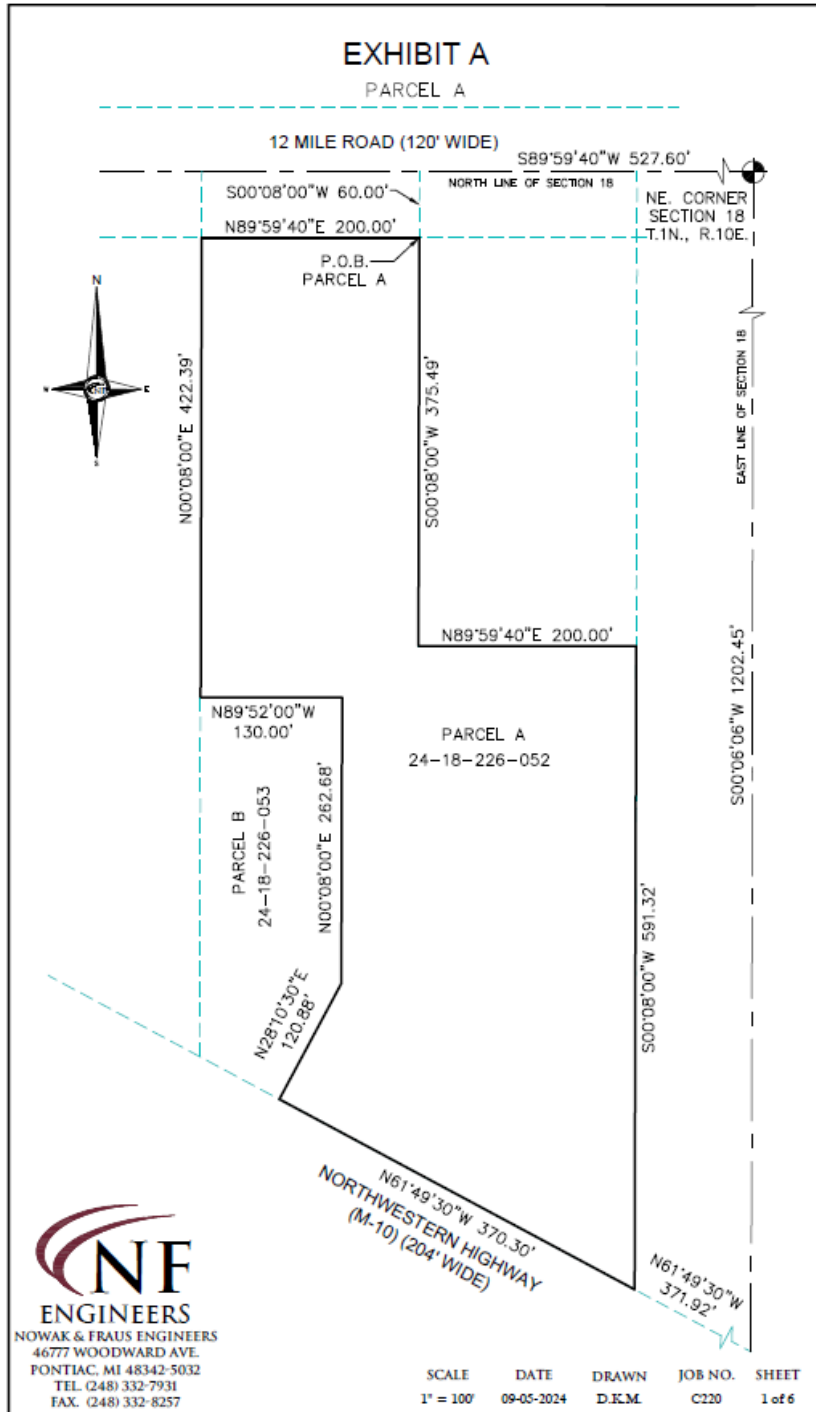 EXHIBIT A
PARCEL A
12 MILE ROAD (120' WIDE)
S89°59'40"W 527.60'
NORTH LINE OF SECTION 18
S00°08'00"W 60.00'
NE. CORNER
SECTION 18
T.1N., R.10E.
N89°59'40"E 200.00'
P.O.B.
PARCEL A
N
W
E
S
NF
N00°08'00"E 422.39'
S00°08'00"W 375.49'
EAST LINE OF SECTION 18
N89°59'40"E 200.00'
N89°52'00"W
130.00'
PARCEL A
24-18-226-052
S00°06'06"W 1202.45'
PARCEL B
24-18-226-053
N00°08'00"E 262.68'
S00°08'00"W 591.32'
N28°10'30"E
120.88'
N61°49'30"W 370.30'
NORTHWESTERN HIGHWAY
(M-10) (204' WIDE)
N61°49'30"W
371.92'
NF
ENGINEERS
NOWAK & FRAUS ENGINEERS
46777 WOODWARD AVE.
PONTIAC, MI 48342-5032
TEL. (248) 332-7931
FAX. (248) 332-8257
SCALE DATE DRAWN JOB NO. SHEET
1" = 100' 09-05-2024 D.K.M. C220 1 of 6